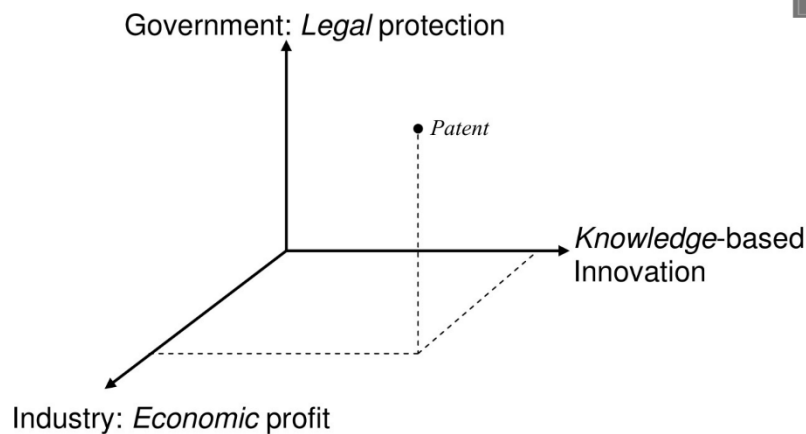 Government: Legal protection
Patent
Knowledge-based
Innovation
Industry: Economic profit